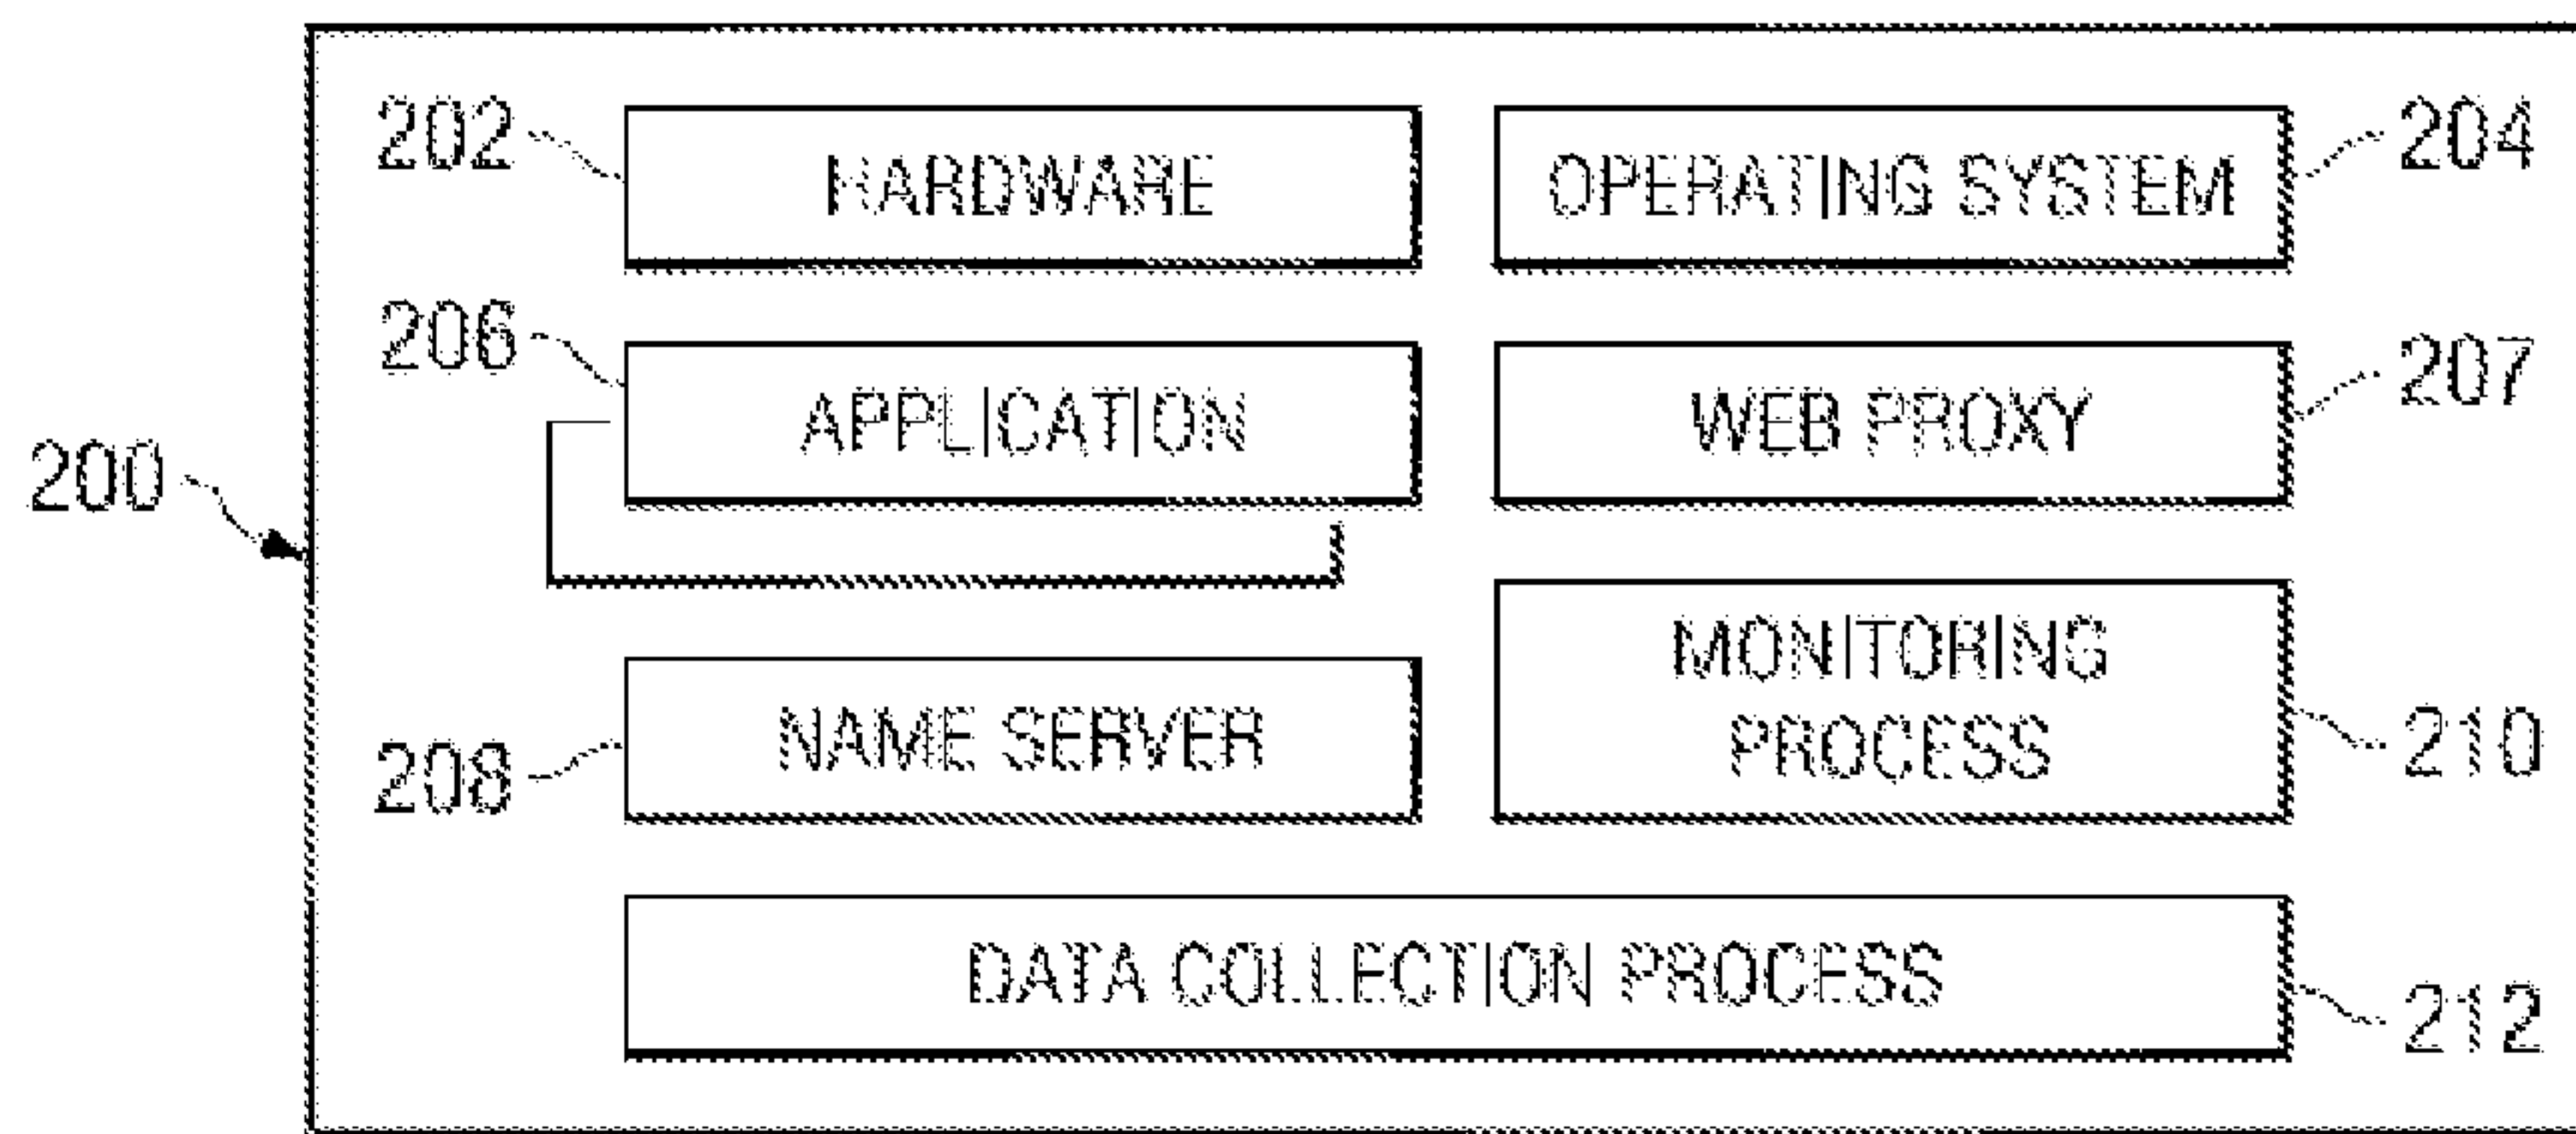 202 HARDWARE OPERATING SYSTEM 204
206 APPLICATION WEB PROXY 207
200
208 NAME SERVER MONITORING PROCESS 210
DATA COLLECTION PROCESS 212